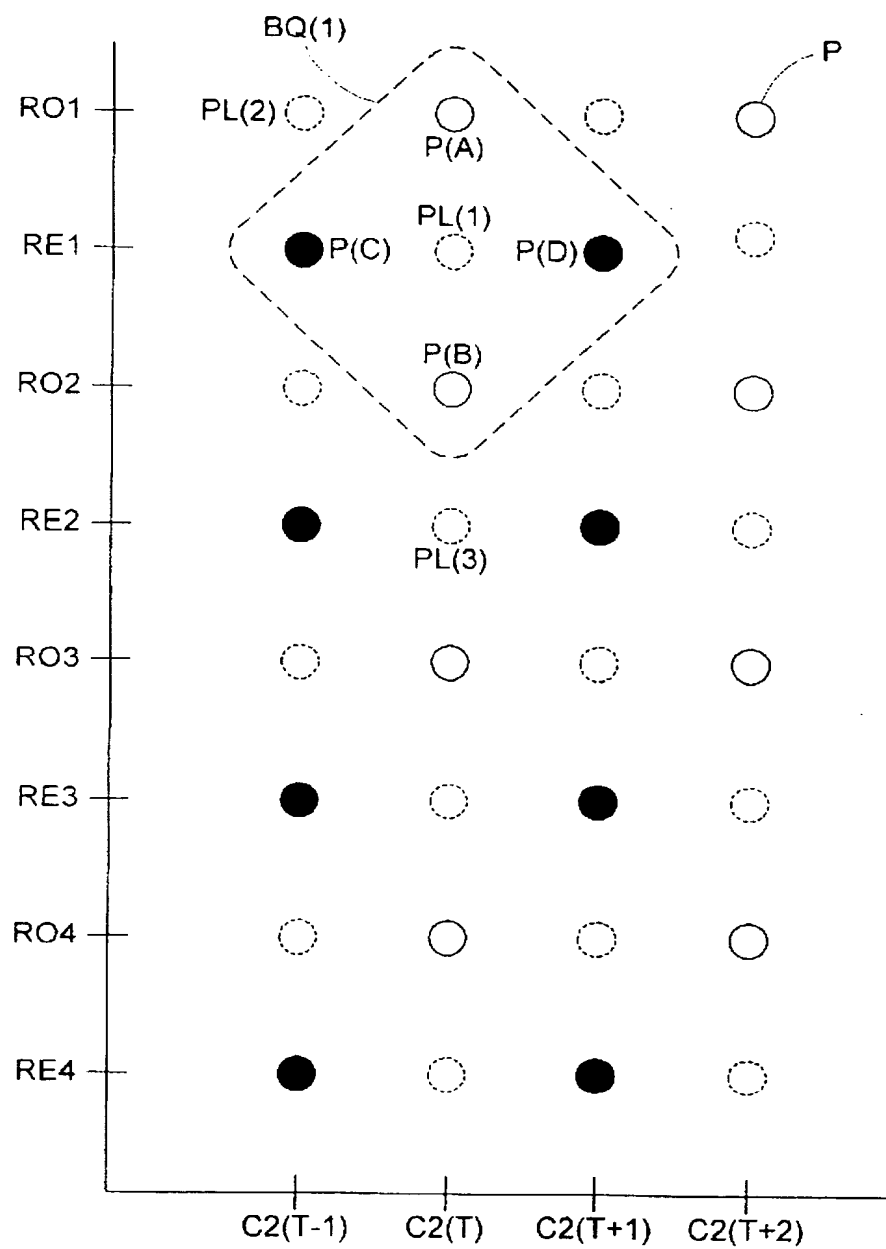 BQ(1)
P
RO1
PL(2)
P(A)
PL(1)
RE1
P(C)
P(D)
P(B)
RO2
RE2
PL(3)
RO3
RE3
RO4
RE4
C2(T-1)
C2(T)
C2(T+1)
C2(T+2)